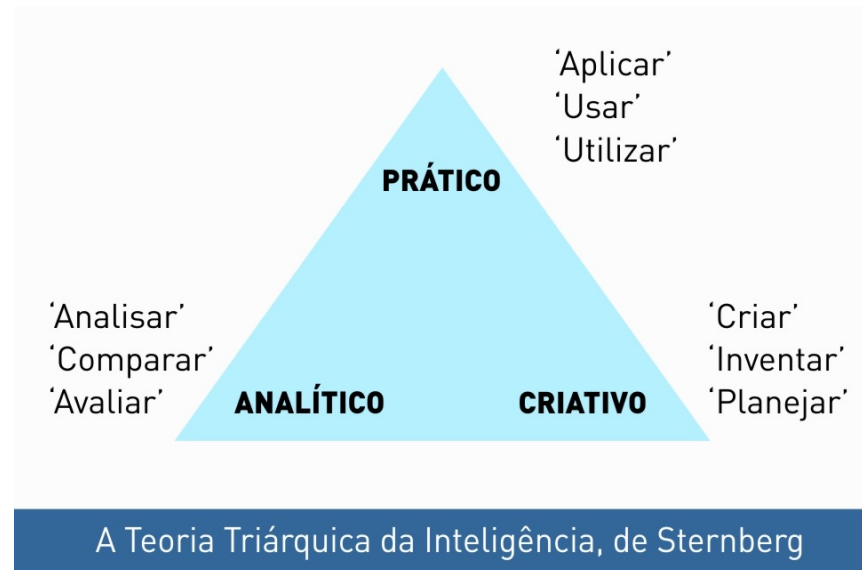 ‘Aplicar’
‘Usar’
‘Utilizar’
PRÁTICO
‘Analisar’
‘Comparar’
‘Avaliar’
ANALÍTICO
CRIATIVO
‘Criar’
‘Inventar’
‘Planejar’
A Teoria Triárquica da Inteligência, de Sternberg